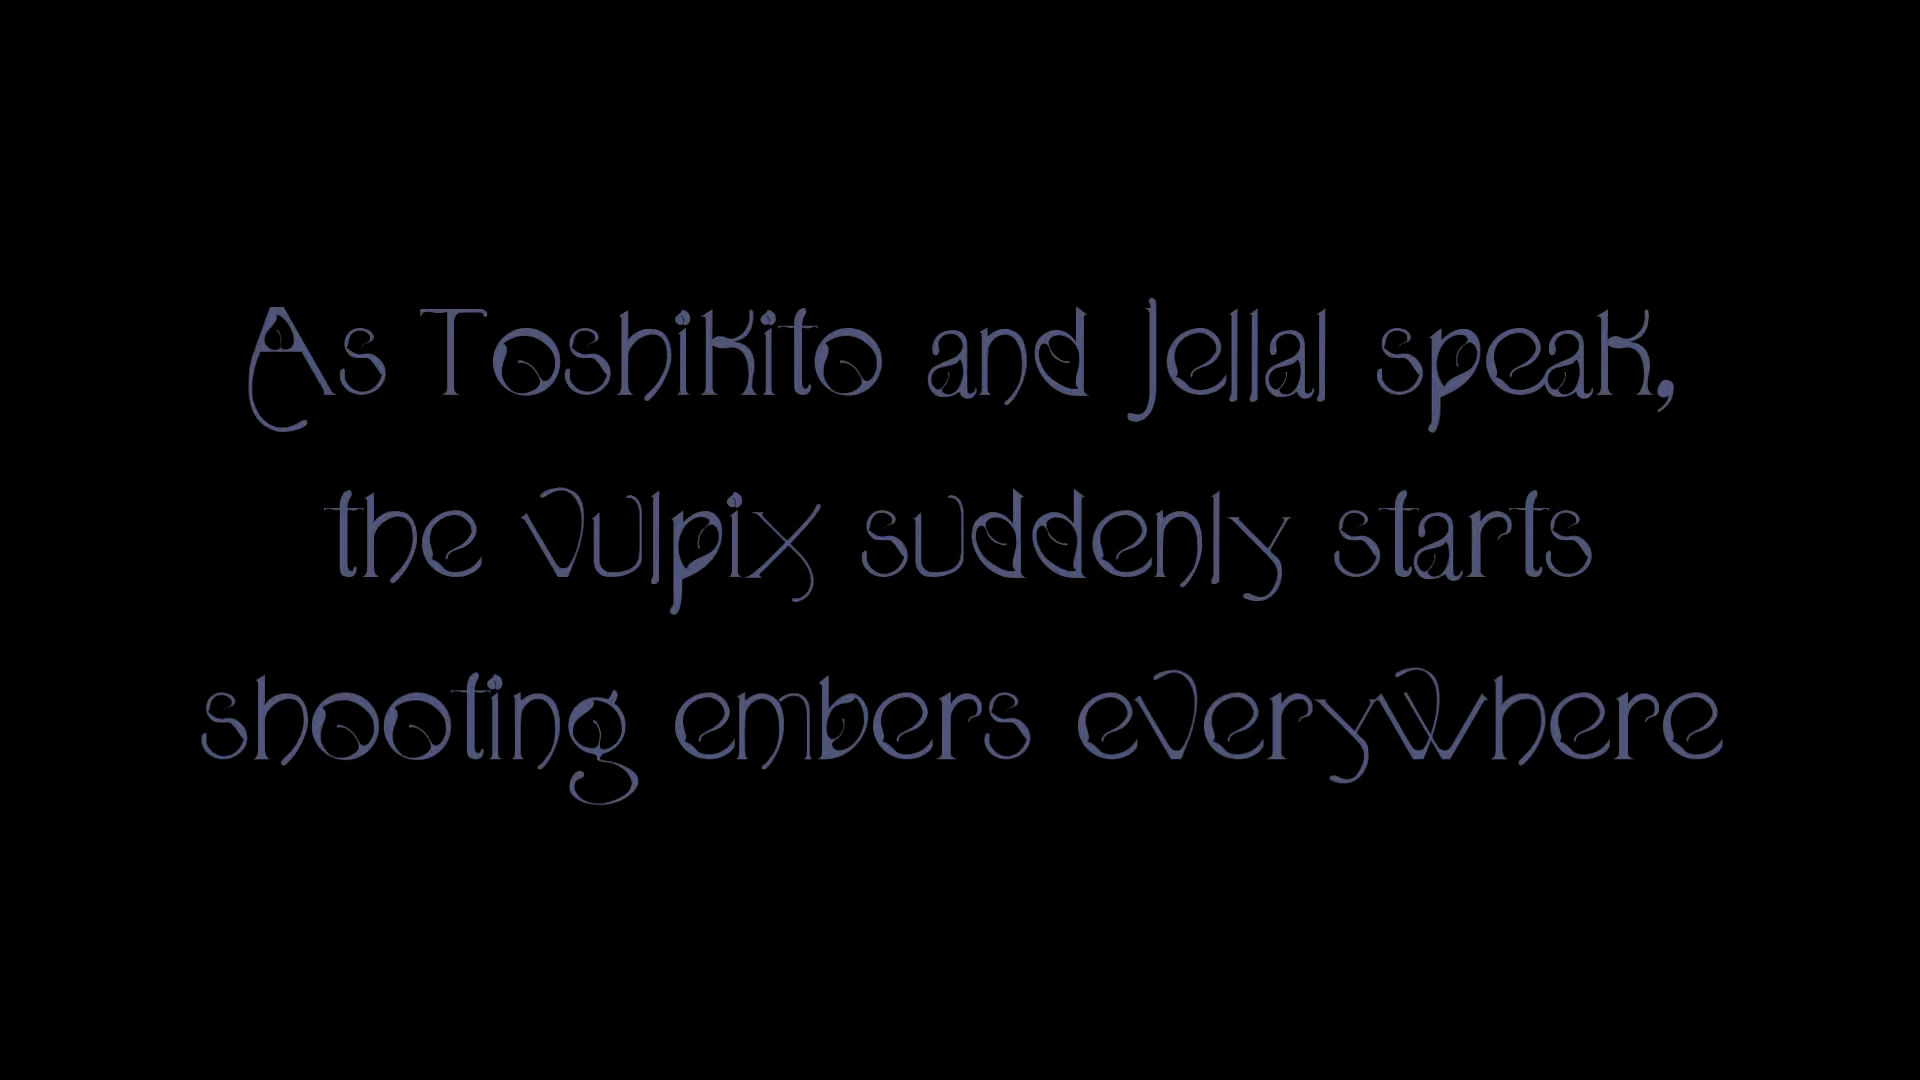 As Toshikito and Jellal speak,
the vulpix suddenly starts
shooting embers everywhere